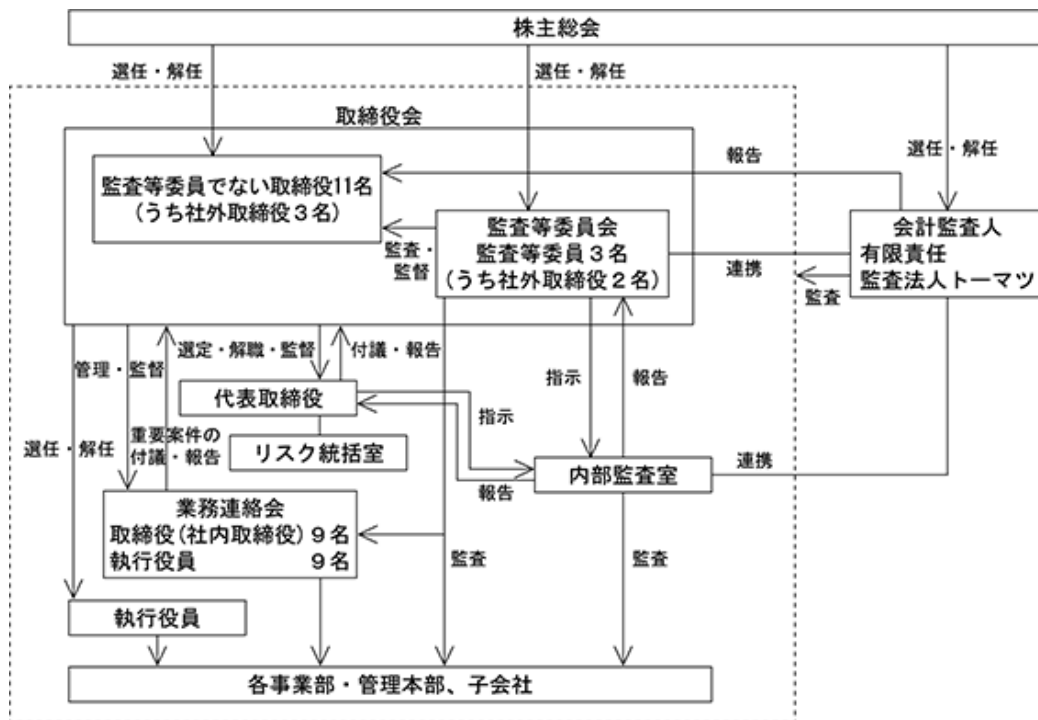 株主総会
選任・解任
選任・解任
選任・解任
取締役会
監査等委員でない取締役11名
(うち社外取締役３名)
報告
監査等委員会
監査等委員３名
(うち社外取締役２名)
監査・
監督
連携
会計監査人
有限責任
監査法人トーマツ
監査
管理・監督
選定・解職・監督
付議・報告
指示
報告
代表取締役
指示
選任・解任
重要案件の
付議・報告
リスク統括室
報告
内部監査室
連携
業務連絡会
取締役(社内取締役)９名
執行役員　　　　　９名
監査
監査
執行役員
各事業部・管理本部、子会社